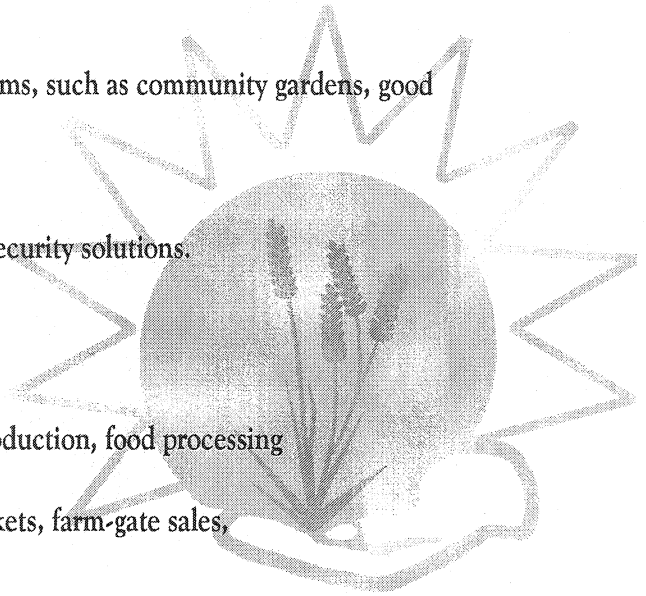 ms, such as community gardens, good
ecurity solutions.
oduction, food processing
kets, farm-gate sales,